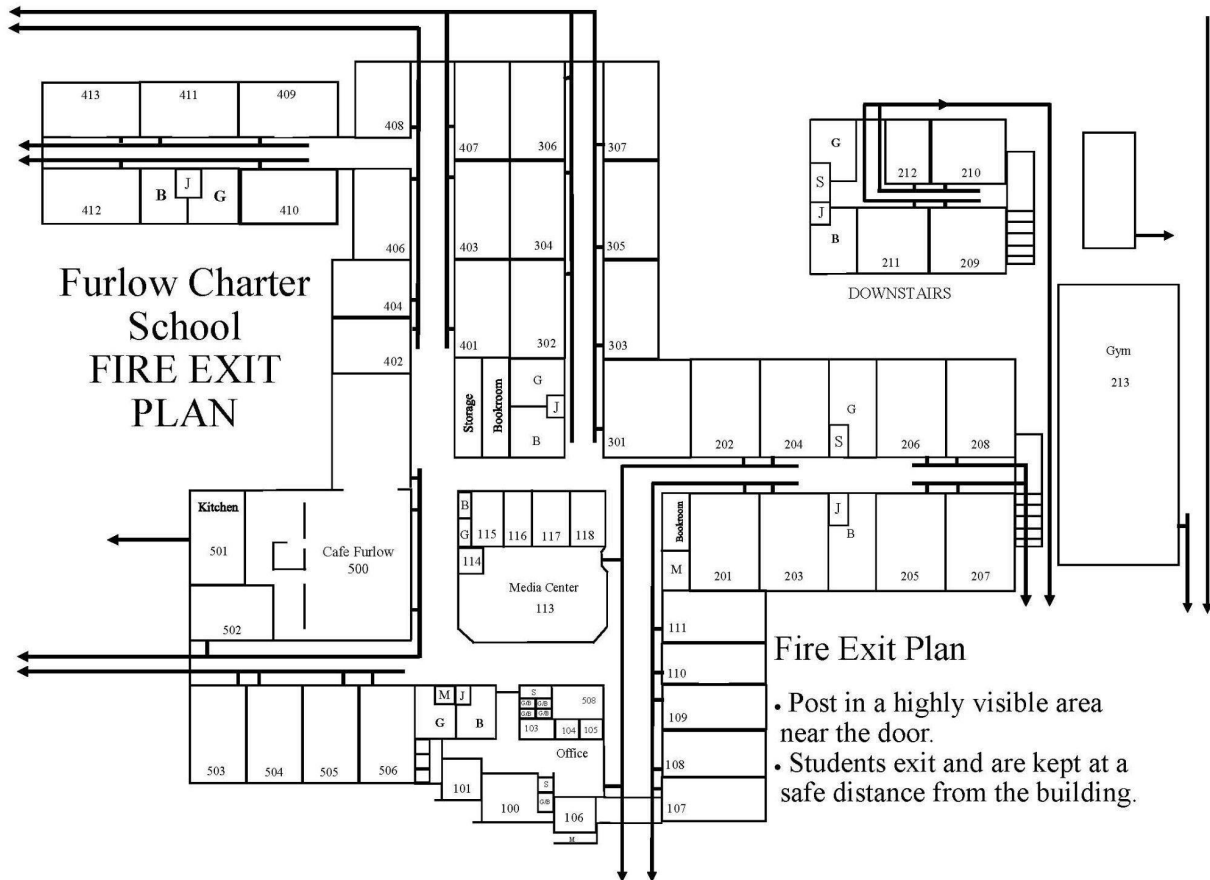 413
411
409
408
407
306
307
B
J
G
412
410
406
403
304
305
Furlow Charter
School
FIRE EXIT
PLAN
404
402
401
302
303
Storage
Bookroom
G
J
B
301
202
204
G
S
206
208
G
S
J
B
212
210
211
209
DOWNSTAIRS
Gym
213
Kitchen
501
Cafe Furlow
500
502
B
G
115
116
117
118
114
Media Center
113
Bookroom
M
201
203
J
B
205
207
111
110
109
108
107
503
504
505
506
M
J
G
B
S
G/B
G/B
G/B
G/B
508
103
104
105
Office
101
100
S
G/B
106
M
Fire Exit Plan
• Post in a highly visible area
near the door.
• Students exit and are kept at a
safe distance from the building.